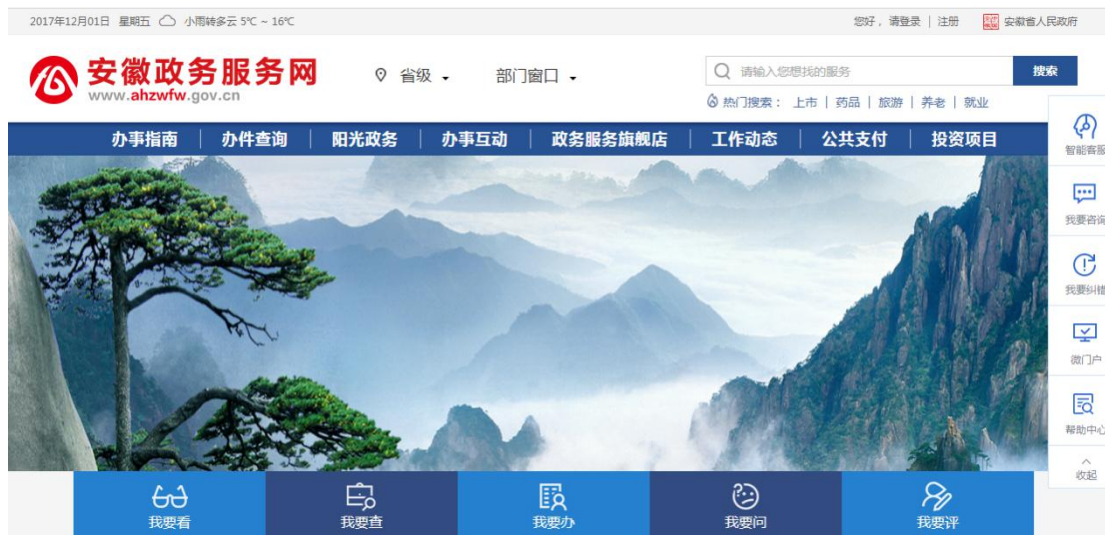 2017年12月01日 星期五 小雨转多云 5℃ ~ 16℃ 您好，请登录 | 注册 安徽省人民政府
安徽政务服务网
www.ahzwfw.gov.cn
省级 部门窗口
请输入您想找的服务 搜索
热门搜索： 上市 | 药品 | 旅游 | 养老 | 就业
办事指南 | 办件查询 | 阳光政务 | 办事互动 | 政务服务旗舰店 | 工作动态 | 公共支付 | 投资项目
智能客服
我要咨询
我要纠错
微门户
帮助中心
收起
我要看 我要查 我要办 我要问 我要评